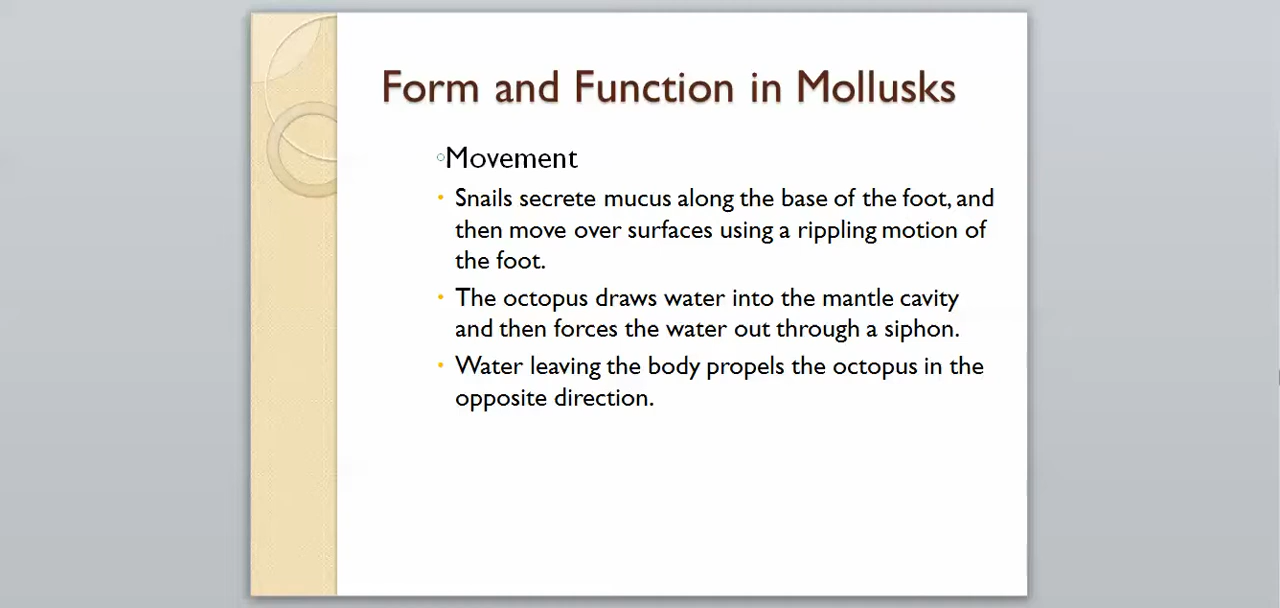 Form and Function in Mollusks
Movement
Snails secrete mucus along the base of the foot, and
then move over surfaces using a rippling motion of
the foot.
The octopus draws water into the mantle cavity
and then forces the water out through a siphon.
Water leaving the body propels the octopus in the
opposite direction.